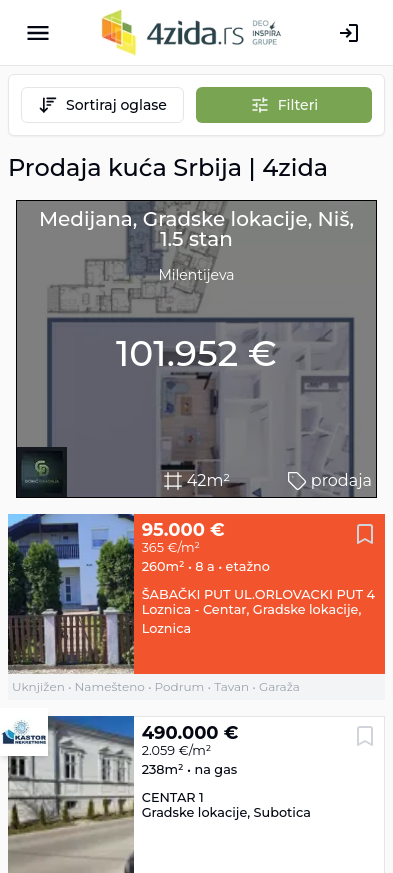 4zida.rs
DEO
INSPIRA
GRUPE
Sortiraj oglase
Filteri
Prodaja kuća Srbija | 4zida
Medijana, Gradske lokacije, Niš,
1.5 stan
Milentijeva
101.952 €
42m²
prodaja
95.000 €
365 €/m²
260m² • 8 a • etažno
ŠABAČKI PUT UL.ORLOVACKI PUT 4
Loznica - Centar, Gradske lokacije,
Loznica
Uknjižen • Namešteno • Podrum • Tavan • Garaža
KASTOR
NEKRETNINE
490.000 €
2.059 €/m²
238m² • na gas
CENTAR 1
Gradske lokacije, Subotica